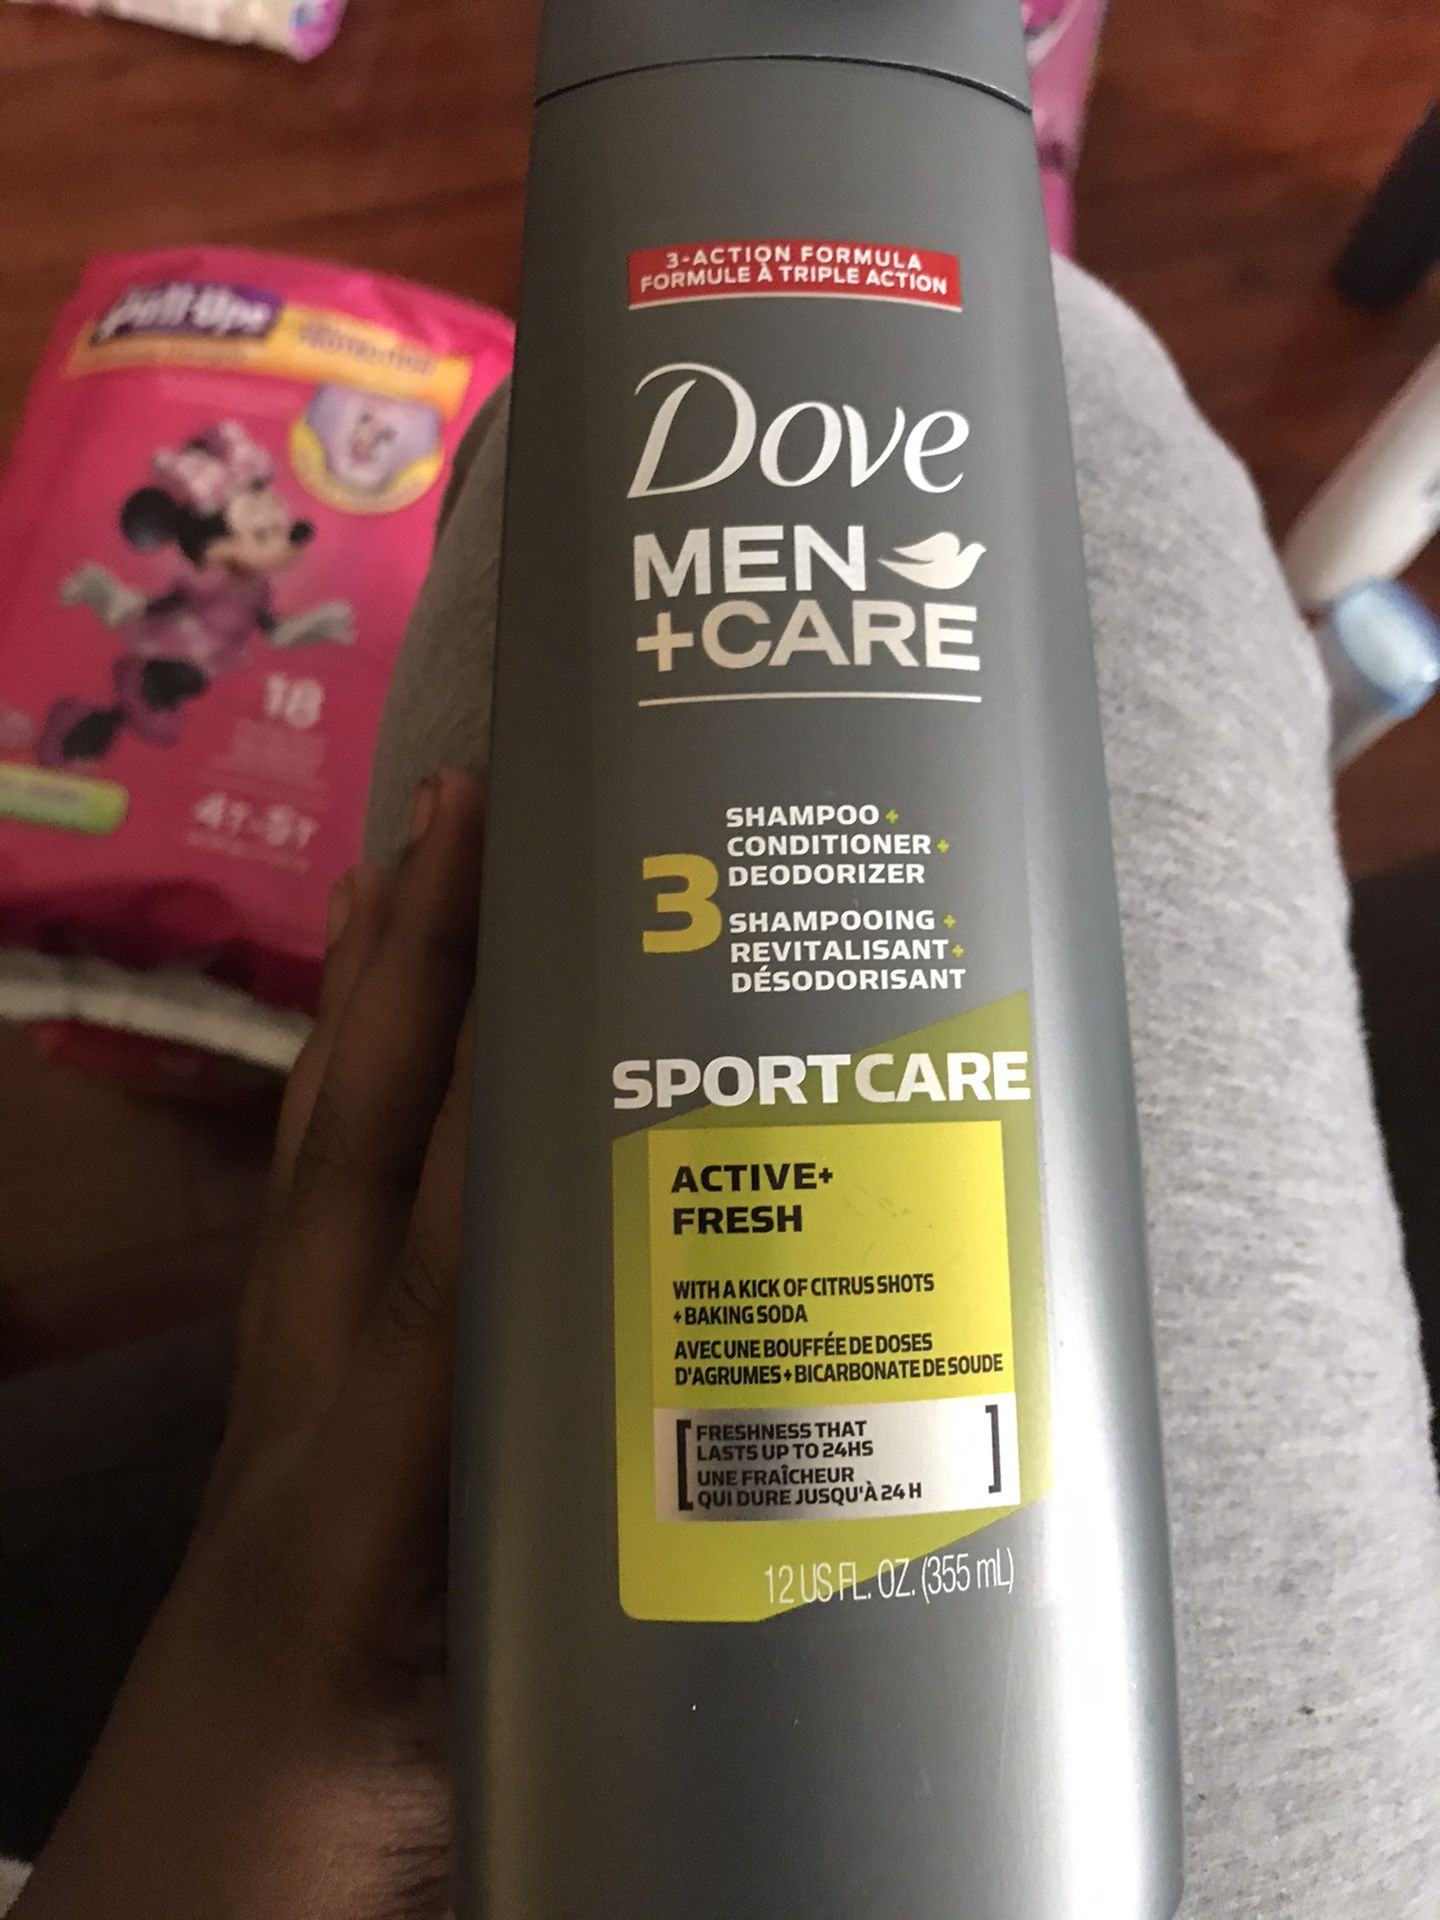 3-ACTION FORMULA
FORMULE À TRIPLE ACTION
Dove
MEN
+CARE
3
SHAMPOO+
CONDITIONER+
DEODORIZER
SHAMPOOING+
REVITALISANT+
DÉSODORISANT
SPORTCARE
ACTIVE+
FRESH
WITH A KICK OF CITRUS SHOTS
+BAKING SODA
AVEC UNE BOUFFÉE DE DOSES
D'AGRUMES+BICARBONATE DE SOUDE
[FRESHNESS THAT
LASTS UP TO 24HS
UNE FRAÎCHEUR
QUI DURE JUSQU'À 24 H]
12 US FL. OZ. (355 mL)
Pull-Ups
18
4T-5T